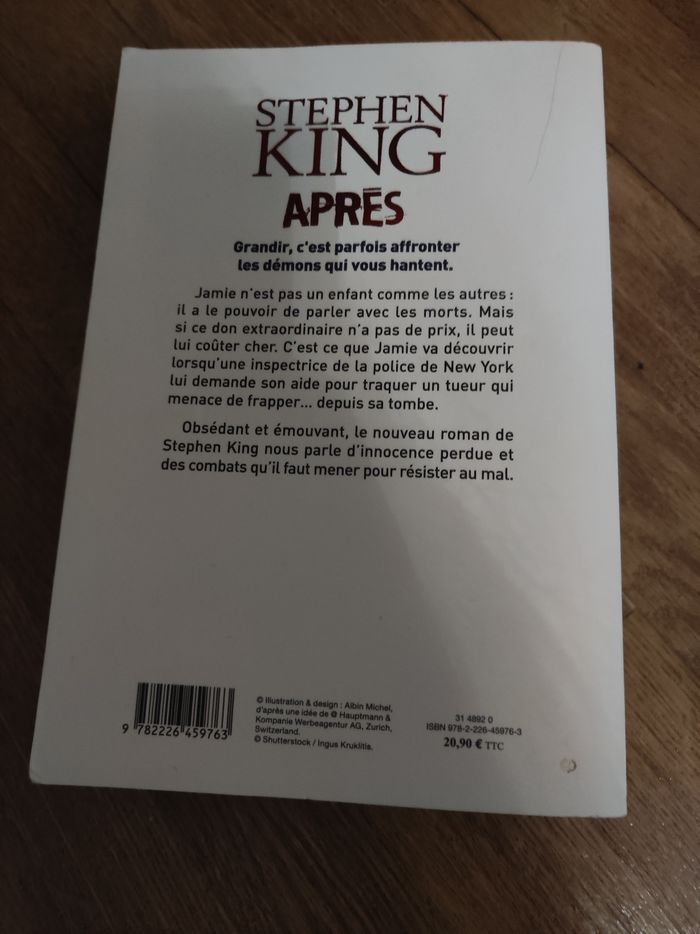 STEPHEN
KING
APRÈS
Grandir, c'est parfois affronter
les démons qui vous hantent.
Jamie n'est pas un enfant comme les autres :
il a le pouvoir de parler avec les morts. Mais
si ce don extraordinaire n'a pas de prix, il peut
lui coûter cher. C'est ce que Jamie va découvrir
lorsqu'une inspectrice de la police de New York
lui demande son aide pour traquer un tueur qui
menace de frapper... depuis sa tombe.
Obsédant et émouvant, le nouveau roman de
Stephen King nous parle d'innocence perdue et
des combats qu'il faut mener pour résister au mal.
9 782226 459763
© Illustration & design : Albin Michel,
d'après une idée de @ Hauptmann &
Kompanie Werbeagentur AG, Zurich,
Switzerland.
© Shutterstock / Ingus Kruklitis.
31 4892 0
ISBN 978-2-226-45976-3
20,90 € TTC